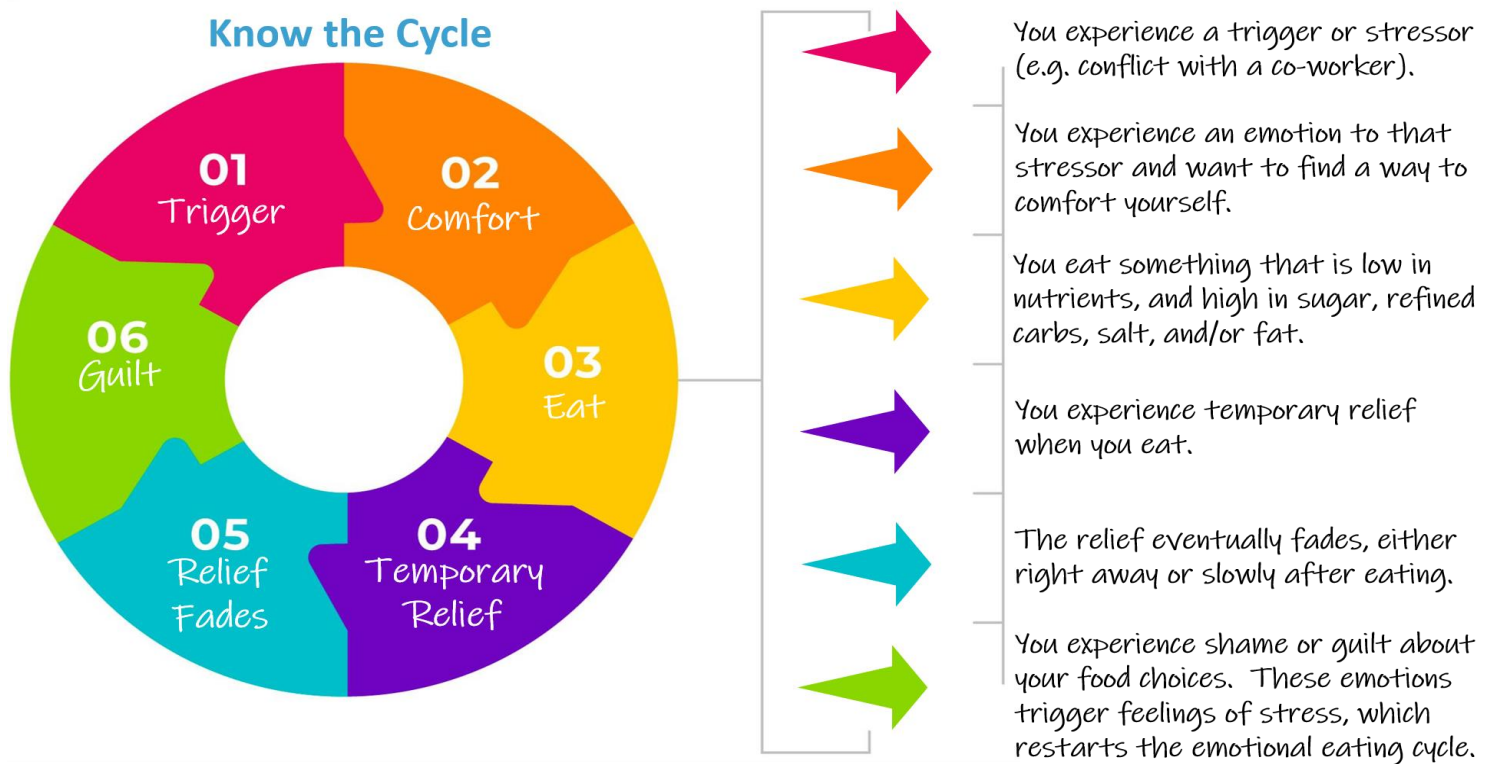 Know the Cycle
01
Trigger
02
Comfort
03
Eat
04
Temporary
Relief
05
Relief
Fades
06
Guilt
You experience a trigger or stressor
(e.g. conflict with a co-worker).
You experience an emotion to that
stressor and want to find a way to
comfort yourself.
You eat something that is low in
nutrients, and high in sugar, refined
carbs, salt, and/or fat.
You experience temporary relief
when you eat.
The relief eventually fades, either
right away or slowly after eating.
You experience shame or guilt about
your food choices. These emotions
trigger feelings of stress, which
restarts the emotional eating cycle.